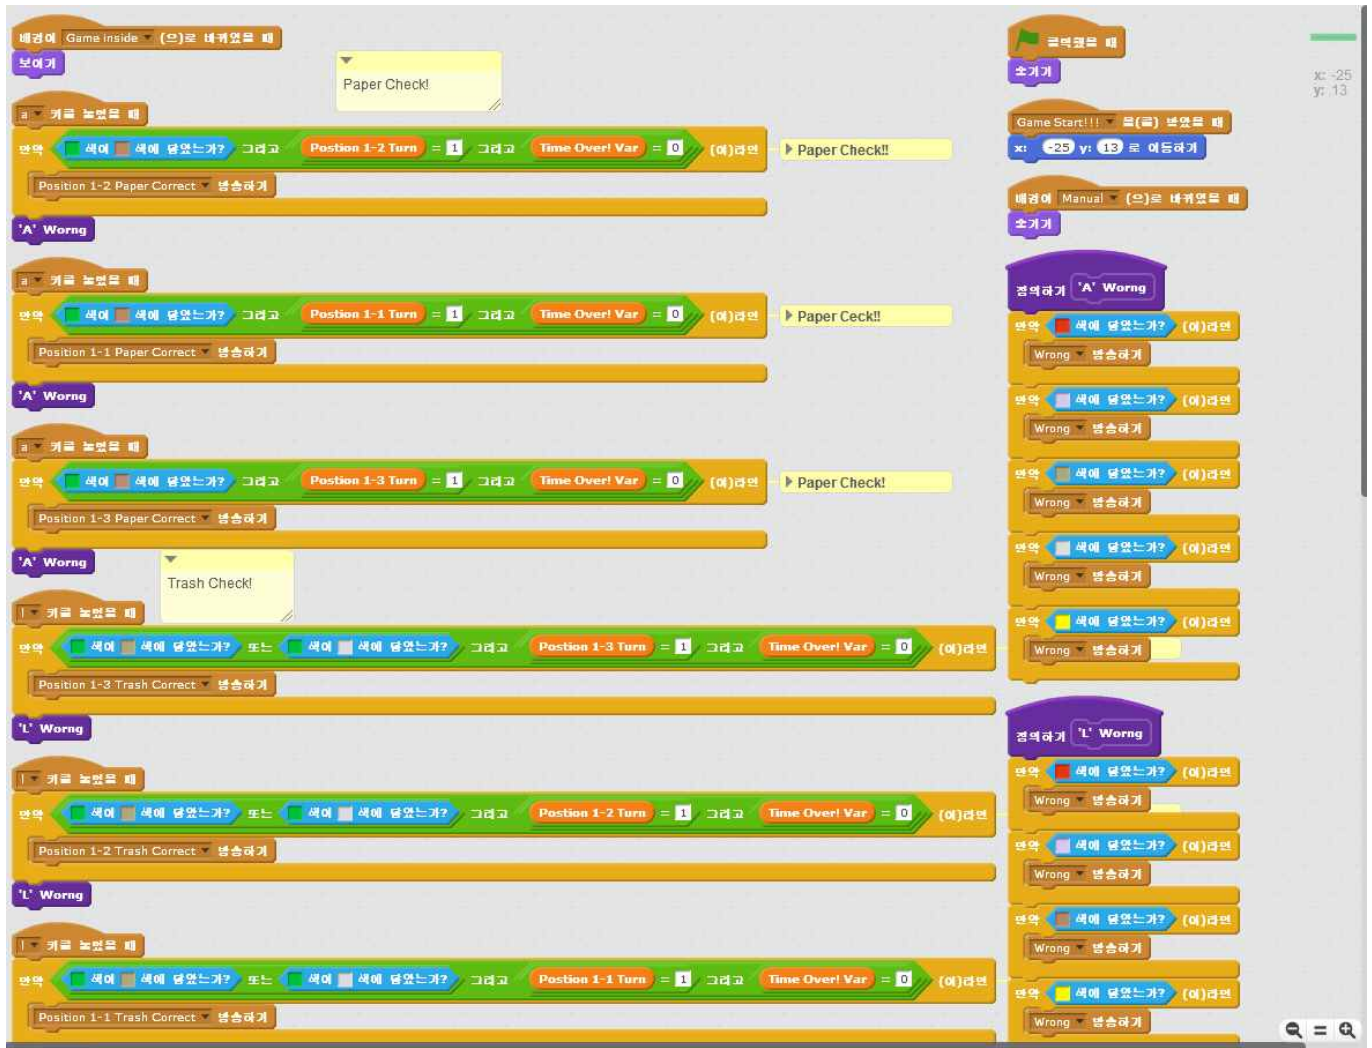 배경이 Game inside (으)로 바뀌었을 때
보이기
Paper Check!
a 키를 눌렀을 때
만약 색이 색에 닿았는가? 그리고 Postion 1-2 Turn = 1 그리고 Time Over! Var = 0 (이)라면
Paper Check!!
Position 1-2 Paper Correct 방송하기
'A' Worng
a 키를 눌렀을 때
만약 색이 색에 닿았는가? 그리고 Postion 1-1 Turn = 1 그리고 Time Over! Var = 0 (이)라면
Paper Ceck!!
Position 1-1 Paper Correct 방송하기
'A' Worng
a 키를 눌렀을 때
만약 색이 색에 닿았는가? 그리고 Postion 1-3 Turn = 1 그리고 Time Over! Var = 0 (이)라면
Paper Check!
Position 1-3 Paper Correct 방송하기
'A' Worng
Trash Check!
l 키를 눌렀을 때
만약 색이 색에 닿았는가? 또는 색이 색에 닿았는가? 그리고 Postion 1-3 Turn = 1 그리고 Time Over! Var = 0 (이)라면
Position 1-3 Trash Correct 방송하기
'L' Worng
l 키를 눌렀을 때
만약 색이 색에 닿았는가? 또는 색이 색에 닿았는가? 그리고 Postion 1-2 Turn = 1 그리고 Time Over! Var = 0 (이)라면
Position 1-2 Trash Correct 방송하기
'L' Worng
l 키를 눌렀을 때
만약 색이 색에 닿았는가? 또는 색이 색에 닿았는가? 그리고 Postion 1-1 Turn = 1 그리고 Time Over! Var = 0 (이)라면
Position 1-1 Trash Correct 방송하기
클릭했을 때
숨기기
x: -25
y: 13
Game Start!!! 을(를) 받았을 때
x: -25 y: 13 로 이동하기
배경이 Manual (으)로 바뀌었을 때
숨기기
정의하기 'A' Worng
만약 색에 닿았는가? (이)라면
Wrong 방송하기
만약 색에 닿았는가? (이)라면
Wrong 방송하기
만약 색에 닿았는가? (이)라면
Wrong 방송하기
만약 색에 닿았는가? (이)라면
Wrong 방송하기
만약 색에 닿았는가? (이)라면
Wrong 방송하기
정의하기 'L' Worng
만약 색에 닿았는가? (이)라면
Wrong 방송하기
만약 색에 닿았는가? (이)라면
Wrong 방송하기
만약 색에 닿았는가? (이)라면
Wrong 방송하기
만약 색에 닿았는가? (이)라면
Wrong 방송하기